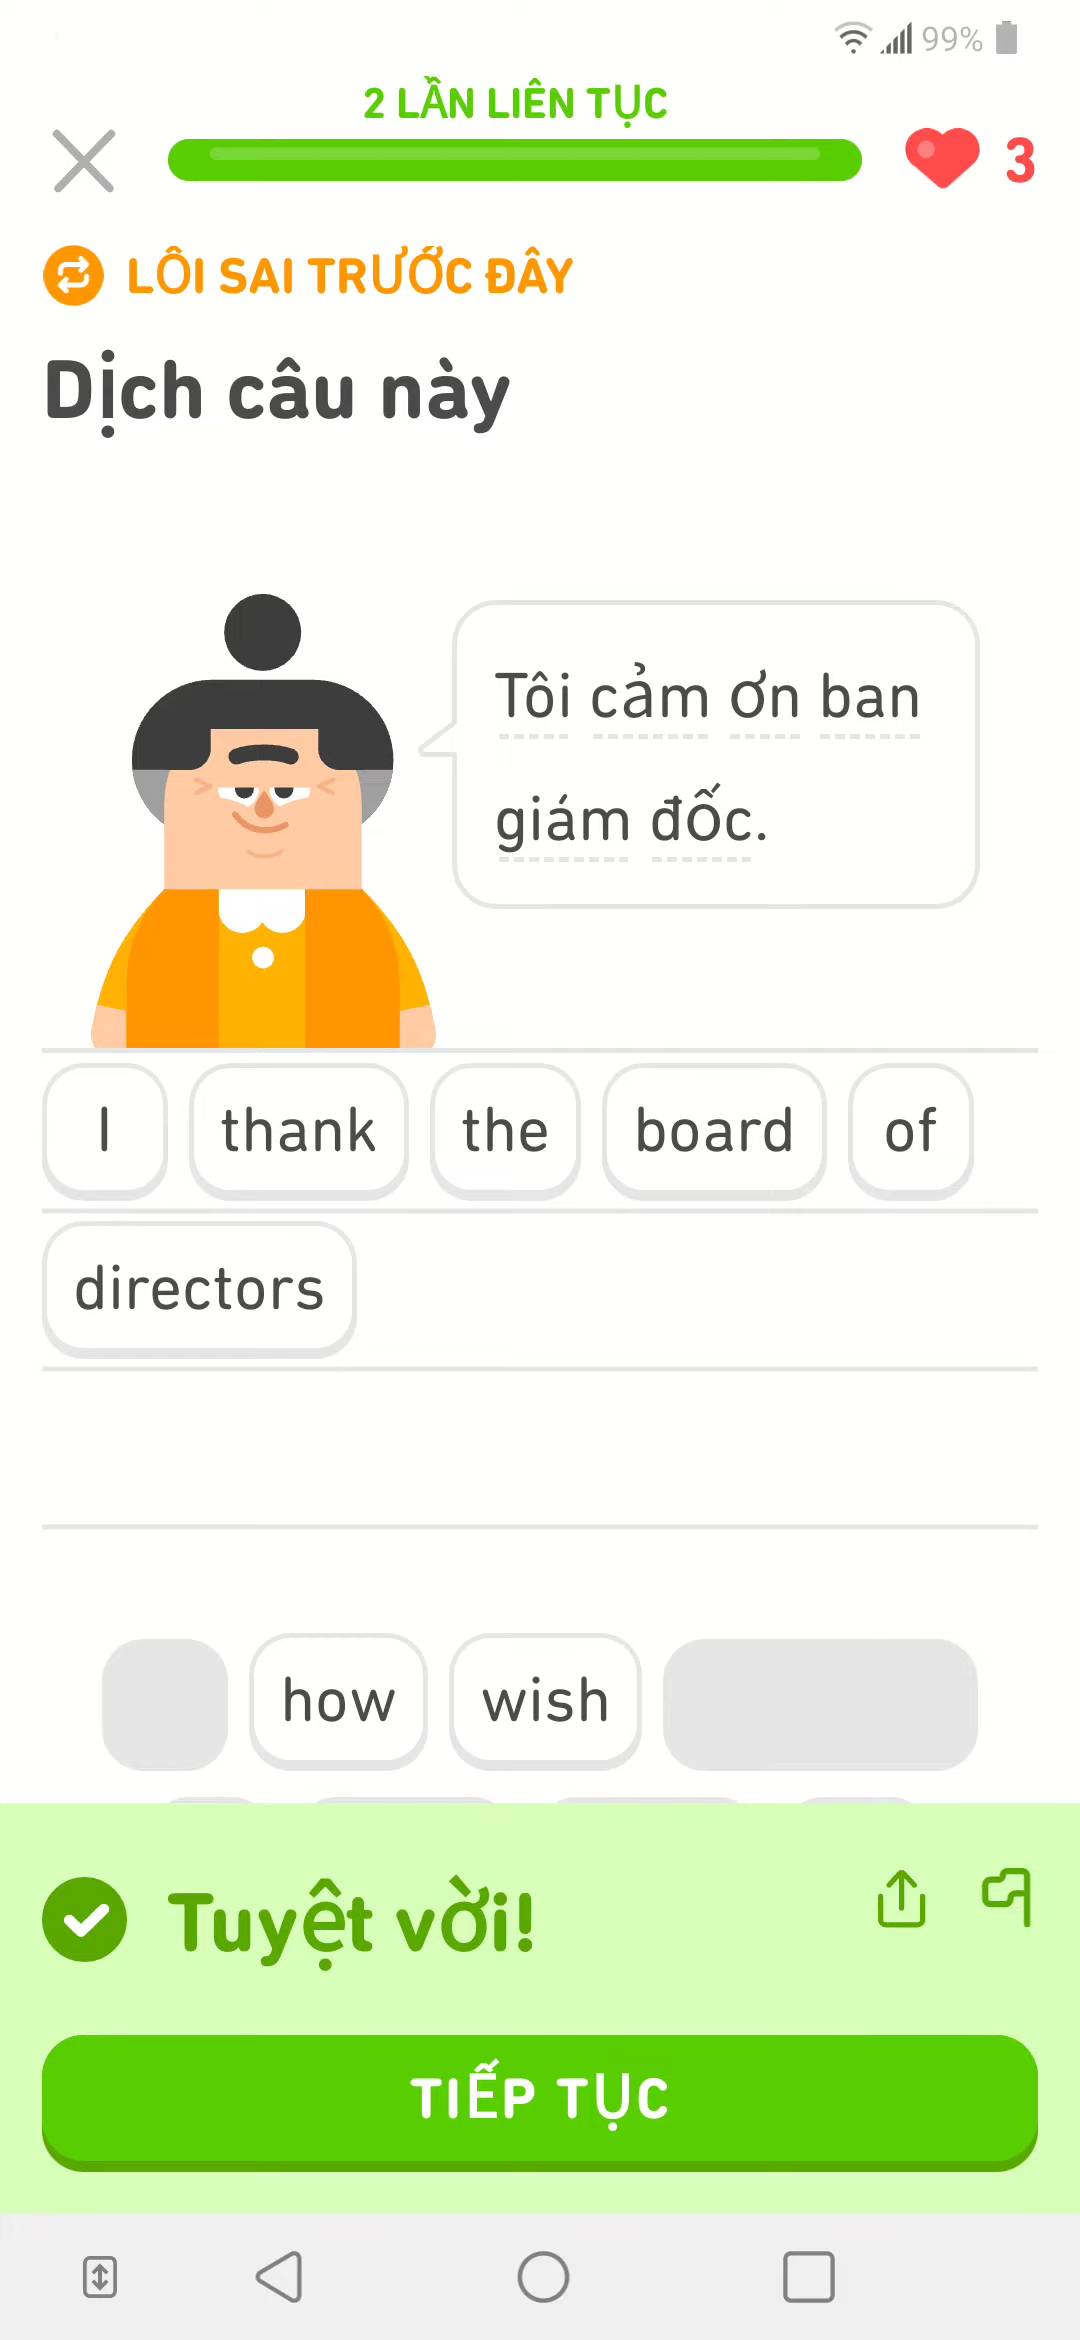 99%
2 LẦN LIÊN TỤC
3
LỖI SAI TRƯỚC ĐÂY
Dịch câu này
Tôi cảm ơn ban
giám đốc.
I thank the board of
directors
how wish
Tuyệt vời!
TIẾP TỤC